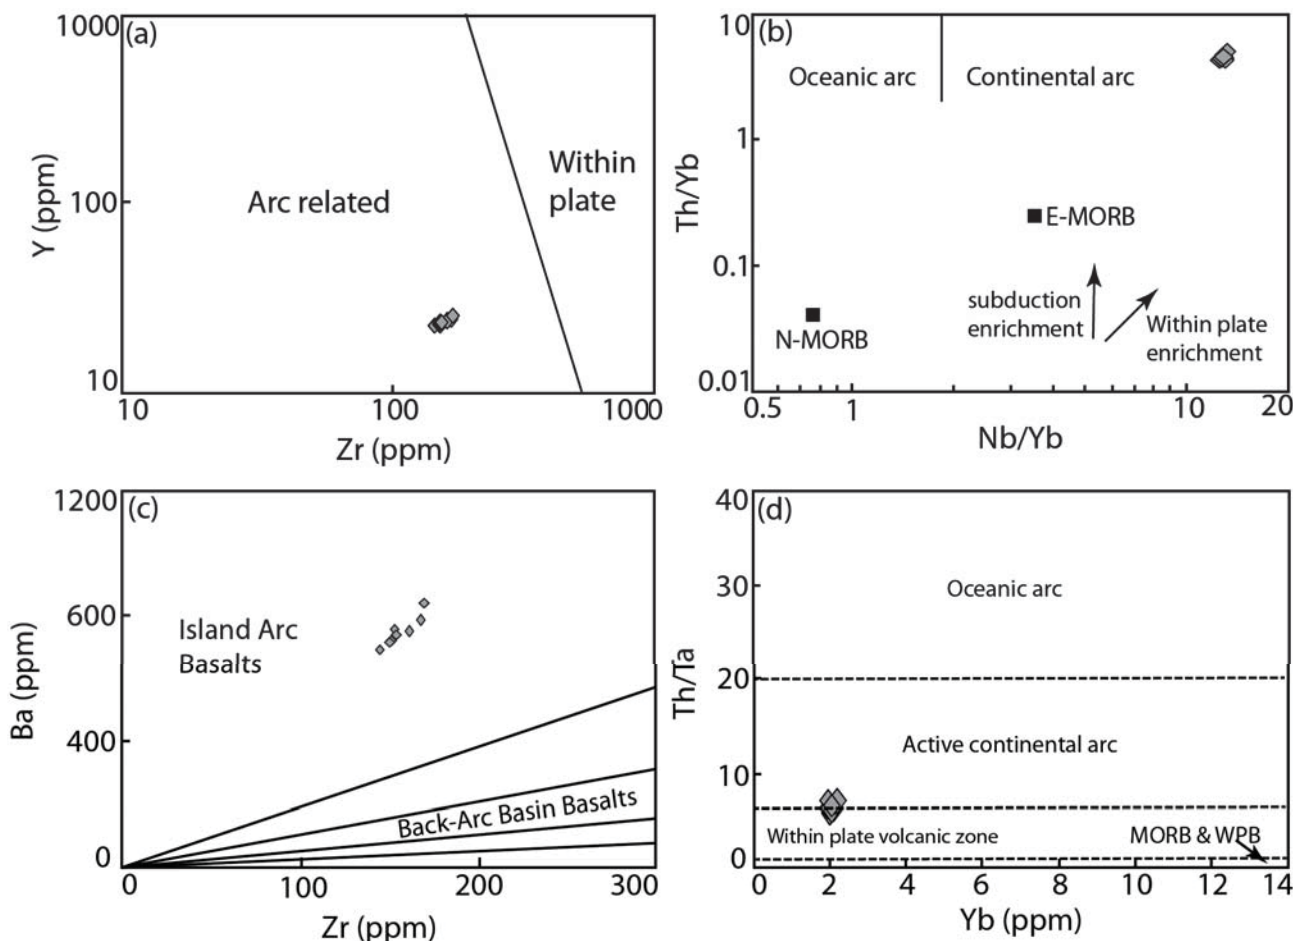 (a)
1000
100
10
Y (ppm)
Arc related
Within
plate
10
100
1000
Zr (ppm)
(b)
10
1
0.1
0.01
Th/Yb
Oceanic arc
Continental arc
E-MORB
N-MORB
subduction
enrichment
Within plate
enrichment
0.5
1
10
20
Nb/Yb
(c)
1200
600
400
0
Ba (ppm)
Island Arc
Basalts
Back-Arc Basin Basalts
0
100
200
300
Zr (ppm)
(d)
40
30
20
10
0
Th/Ta
Oceanic arc
Active continental arc
Within plate volcanic zone
MORB & WPB
0
2
4
6
8
10
12
14
Yb (ppm)